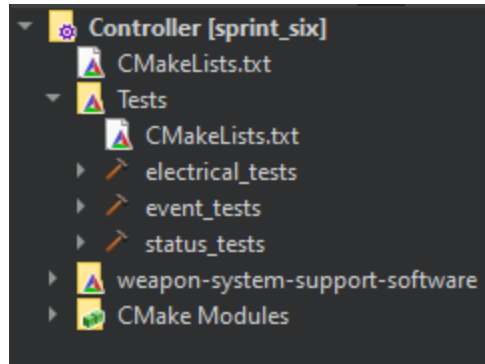 Controller [sprint_six]
CMakeLists.txt
Tests
CMakeLists.txt
electrical_tests
event_tests
status_tests
weapon-system-support-software
CMake Modules